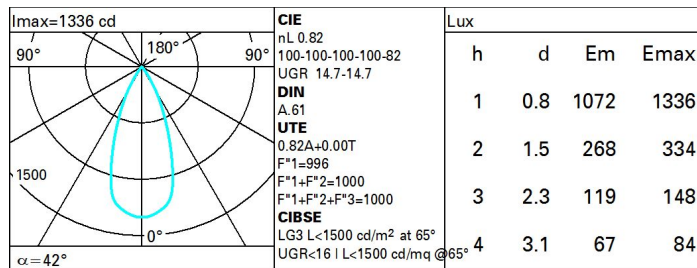 Imax=1336 cd
90° 180° 90°
1500
0°
α=42°
CIE
nL 0.82
100-100-100-100-82
UGR 14.7-14.7
DIN
A.61
UTE
0.82A+0.00T
F"1=996
F"1+F"2=1000
F"1+F"2+F"3=1000
CIBSE
LG3 L<1500 cd/m² at 65°
UGR<16 | L<1500 cd/mq @65°
Lux
h d Em Emax
1 0.8 1072 1336
2 1.5 268 334
3 2.3 119 148
4 3.1 67 84